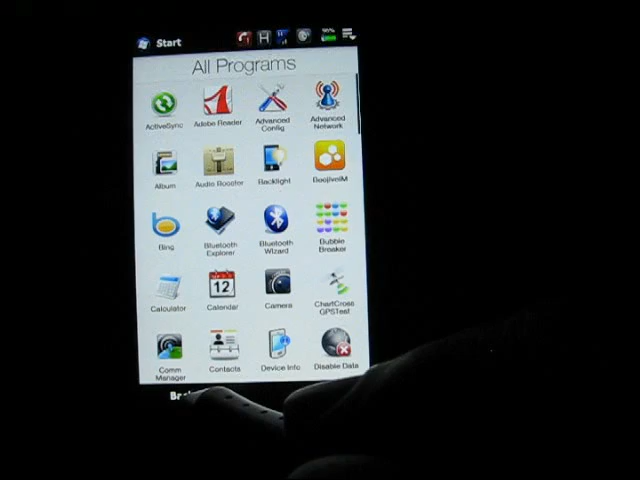 Start
H
All Programs
ActiveSync
Adobe Reader
Advanced
Config
Advanced
Network
Album
Audio Booster
Backlight
BeejiveIM
Bing
Bluetooth
Explorer
Bluetooth
Wizard
Bubble
Breaker
Calculator
12
Calendar
Camera
ChartCross
GPSTest
Comm
Manager
Contacts
Device Info
Disable Data